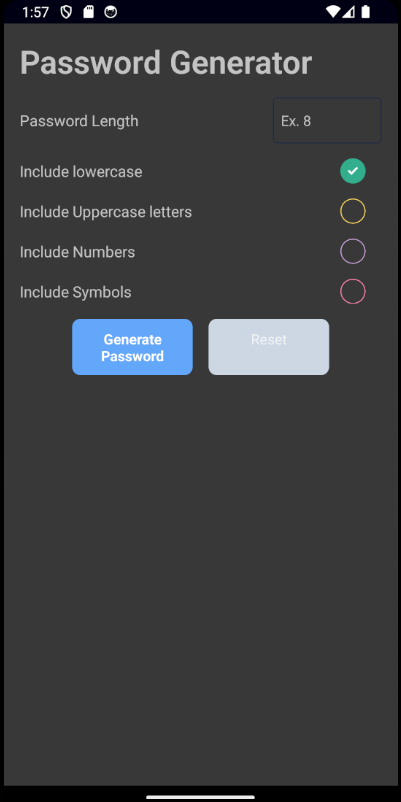 1:57
Password Generator
Password Length
Ex. 8
Include lowercase
Include Uppercase letters
Include Numbers
Include Symbols
Generate
Password
Reset